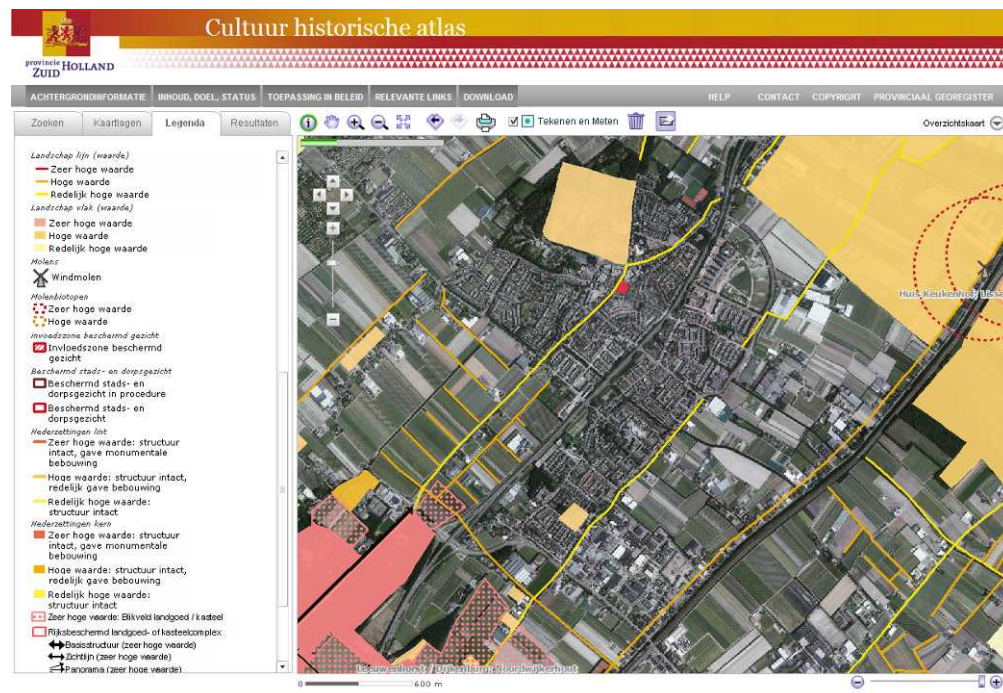 Cultuur historische atlas
provincie
ZUID HOLLAND
ACHTERGRONDINFORMATIE INHOUD, DOEL, STATUS TOEPASSING IN BELEID RELEVANTE LINKS DOWNLOAD HELP CONTACT COPYRIGHT PROVINCIAAL GEOREGISTER
Zoeken Kaartlagen Legenda Resultaten Tekenen en Meten Overzichtskaart
Landschap lijn (waarde)
Zeer hoge waarde
Hoge waarde
Redelijk hoge waarde
Landschap vlak (waarde)
Zeer hoge waarde
Hoge waarde
Redelijk hoge waarde
Molens
Windmolen
Molenbiotopen
Zeer hoge waarde
Hoge waarde
Invloedszone beschermd gezicht
Invloedszone beschermd
gezicht
Beschermd stads- en dorpsgezicht
Beschermd stads- en
dorpsgezicht in procedure
Beschermd stads- en
dorpsgezicht
Nederzettingen lint
Zeer hoge waarde: structuur
intact, gave monumentale
bebouwing
Hoge waarde: structuur intact,
redelijk gave bebouwing
Redelijk hoge waarde:
structuur intact
Nederzettingen kern
Zeer hoge waarde: structuur
intact, gave monumentale
bebouwing
Hoge waarde: structuur intact,
redelijk gave bebouwing
Redelijk hoge waarde:
structuur intact
Zeer hoge waarde: Blikveld landgoed / kasteel
Rijksbeschermd landgoed- of kasteelcomplex
Basisstructuur (zeer hoge waarde)
Zichtlijn (zeer hoge waarde)
Panorama (zeer hoge waarde)
Huis Keukenhof; Lisse
Leeuwenhorst / Dijkenburg; Noordwijkerhout
0 600 m